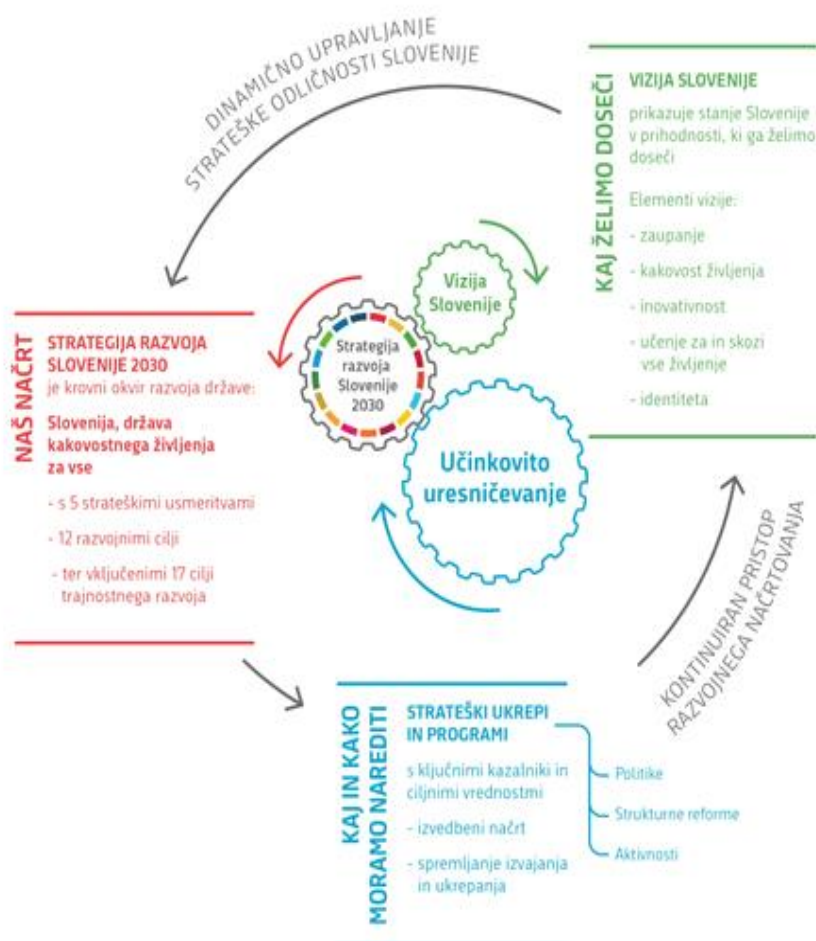 DINAMIČNO UPRAVLJANJE
STRATEŠKE ODLIČNOSTI SLOVENIJE
KAJ ŽELIMO DOSEČI
VIZIJA SLOVENIJE
prikazuje stanje Slovenije
v prihodnosti, ki ga želimo
doseči
Elementi vizije:
- zaupanje
- kakovost življenja
- inovativnost
- učenje za in skozi
vse življenje
- identiteta
Vizija
Slovenije
Strategija
razvoja
Slovenije
2030
Učinkovito
uresničevanje
NAŠ NAČRT
STRATEGIJA RAZVOJA
SLOVENIJE 2030
je krovni okvir razvoja države:
Slovenija, država
kakovostnega življenja
za vse
- s 5 strateškimi usmeritvami
- 12 razvojnimi cilji
- ter vključenimi 17 cilji
trajnostnega razvoja
KONTINUIRAN PRISTOP
RAZVOJNEGA NAČRTOVANJA
KAJ IN KAKO
MORAMO NAREDITI
STRATEŠKI UKREPI
IN PROGRAMI
s ključnimi kazalniki in
ciljnimi vrednostmi
- izvedbeni načrt
- spremljanje izvajanja
in ukrepanja
Politike
Strukturne reforme
Aktivnosti